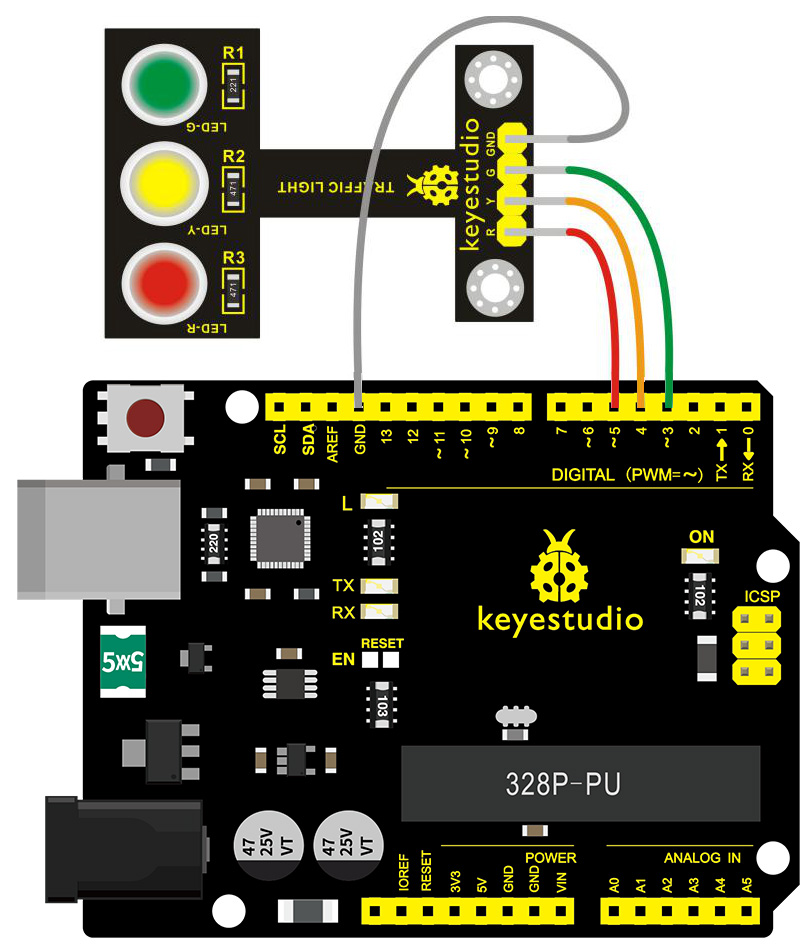 R1
221
LED-G
R2
471
LED-Y
R3
471
LED-R
TRAFFIC LIGHT
keyestudio
GND
G
Y
R
SCL
SDA
AREF
GND
13
12
~11
~10
~9
8
7
~6
~5
4
~3
2
TX→1
RX←0
DIGITAL (PWM=~)
L
220
102
TX
RX
RESET
EN
103
ON
102
ICSP
keyestudio
5XX5
328P-PU
47
25V
VT
47
25V
VT
POWER
ANALOG IN
IOREF
RESET
3V3
5V
GND
GND
VIN
A0
A1
A2
A3
A4
A5